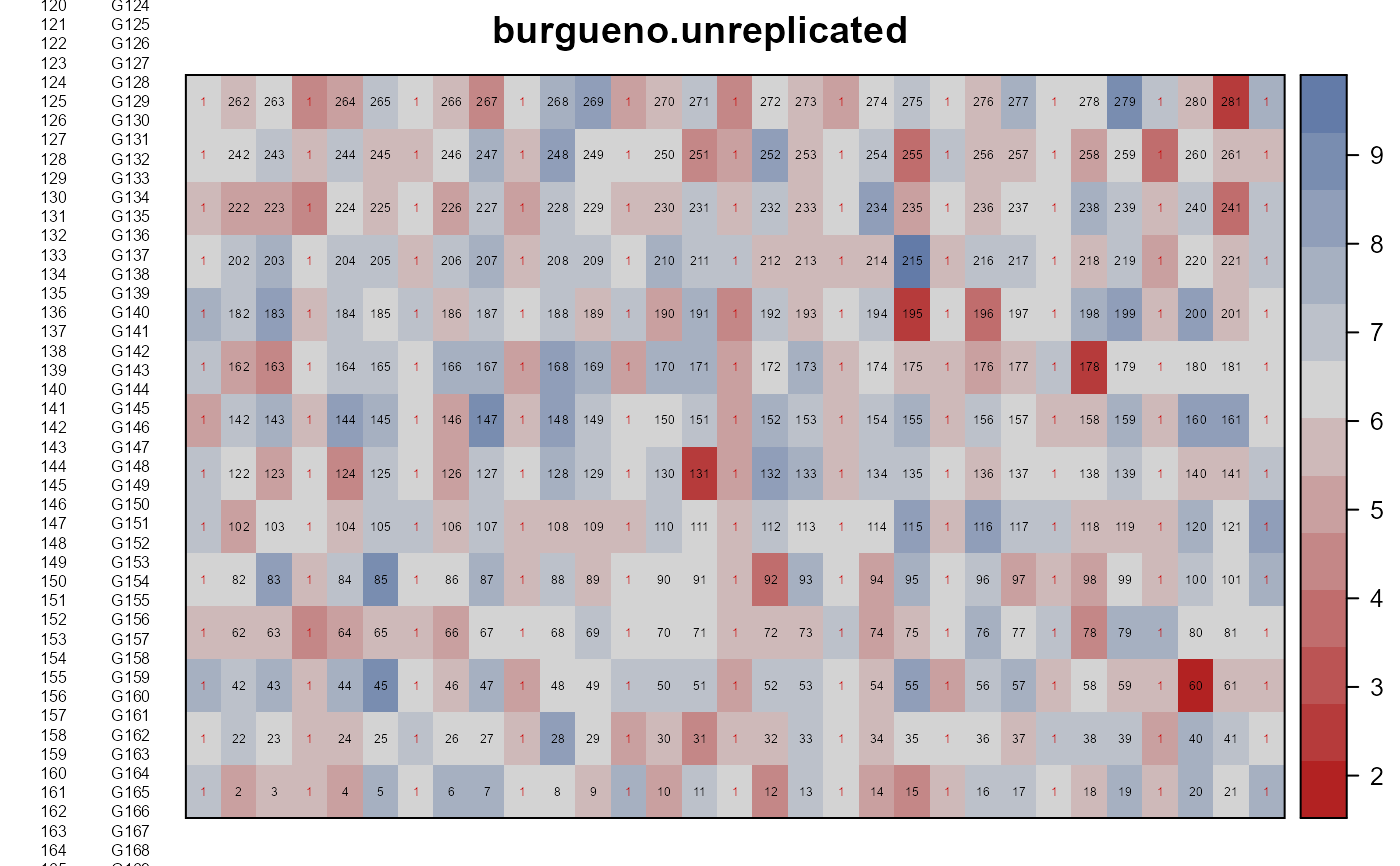 120 G124
121 G125
122 G126
123 G127
124 G128
125 G129
126 G130
127 G131
128 G132
129 G133
130 G134
131 G135
132 G136
133 G137
134 G138
135 G139
136 G140
137 G141
138 G142
139 G143
140 G144
141 G145
142 G146
143 G147
144 G148
145 G149
146 G150
147 G151
148 G152
149 G153
150 G154
151 G155
152 G156
153 G157
154 G158
155 G159
156 G160
157 G161
158 G162
159 G163
160 G164
161 G165
162 G166
163 G167
164 G168
burgueno.unreplicated
1 262 263 1 264 265 1 266 267 1 268 269 1 270 271 1 272 273 1 274 275 1 276 277 1 278 279 1 280 281 1
1 242 243 1 244 245 1 246 247 1 248 249 1 250 251 1 252 253 1 254 255 1 256 257 1 258 259 1 260 261 1
1 222 223 1 224 225 1 226 227 1 228 229 1 230 231 1 232 233 1 234 235 1 236 237 1 238 239 1 240 241 1
1 202 203 1 204 205 1 206 207 1 208 209 1 210 211 1 212 213 1 214 215 1 216 217 1 218 219 1 220 221 1
1 182 183 1 184 185 1 186 187 1 188 189 1 190 191 1 192 193 1 194 195 1 196 197 1 198 199 1 200 201 1
1 162 163 1 164 165 1 166 167 1 168 169 1 170 171 1 172 173 1 174 175 1 176 177 1 178 179 1 180 181 1
1 142 143 1 144 145 1 146 147 1 148 149 1 150 151 1 152 153 1 154 155 1 156 157 1 158 159 1 160 161 1
1 122 123 1 124 125 1 126 127 1 128 129 1 130 131 1 132 133 1 134 135 1 136 137 1 138 139 1 140 141 1
1 102 103 1 104 105 1 106 107 1 108 109 1 110 111 1 112 113 1 114 115 1 116 117 1 118 119 1 120 121 1
1 82 83 1 84 85 1 86 87 1 88 89 1 90 91 1 92 93 1 94 95 1 96 97 1 98 99 1 100 101 1
1 62 63 1 64 65 1 66 67 1 68 69 1 70 71 1 72 73 1 74 75 1 76 77 1 78 79 1 80 81 1
1 42 43 1 44 45 1 46 47 1 48 49 1 50 51 1 52 53 1 54 55 1 56 57 1 58 59 1 60 61 1
1 22 23 1 24 25 1 26 27 1 28 29 1 30 31 1 32 33 1 34 35 1 36 37 1 38 39 1 40 41 1
1 2 3 1 4 5 1 6 7 1 8 9 1 10 11 1 12 13 1 14 15 1 16 17 1 18 19 1 20 21 1
9
8
7
6
5
4
3
2